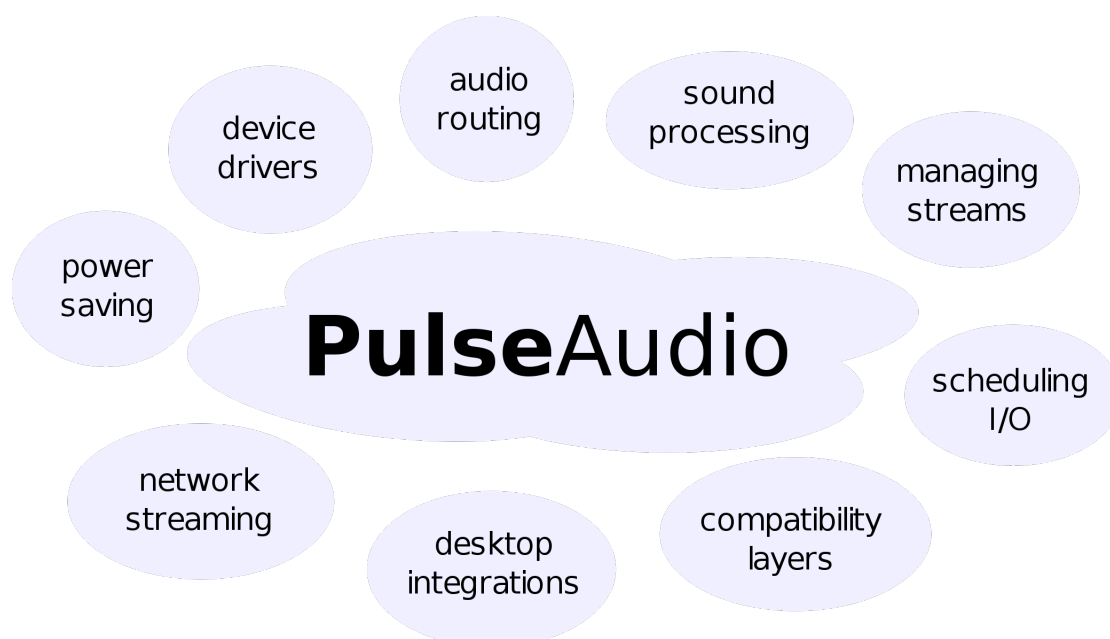 audio
routing
sound
processing
device
drivers
managing
streams
power
saving
PulseAudio
scheduling
I/O
network
streaming
compatibility
layers
desktop
integrations